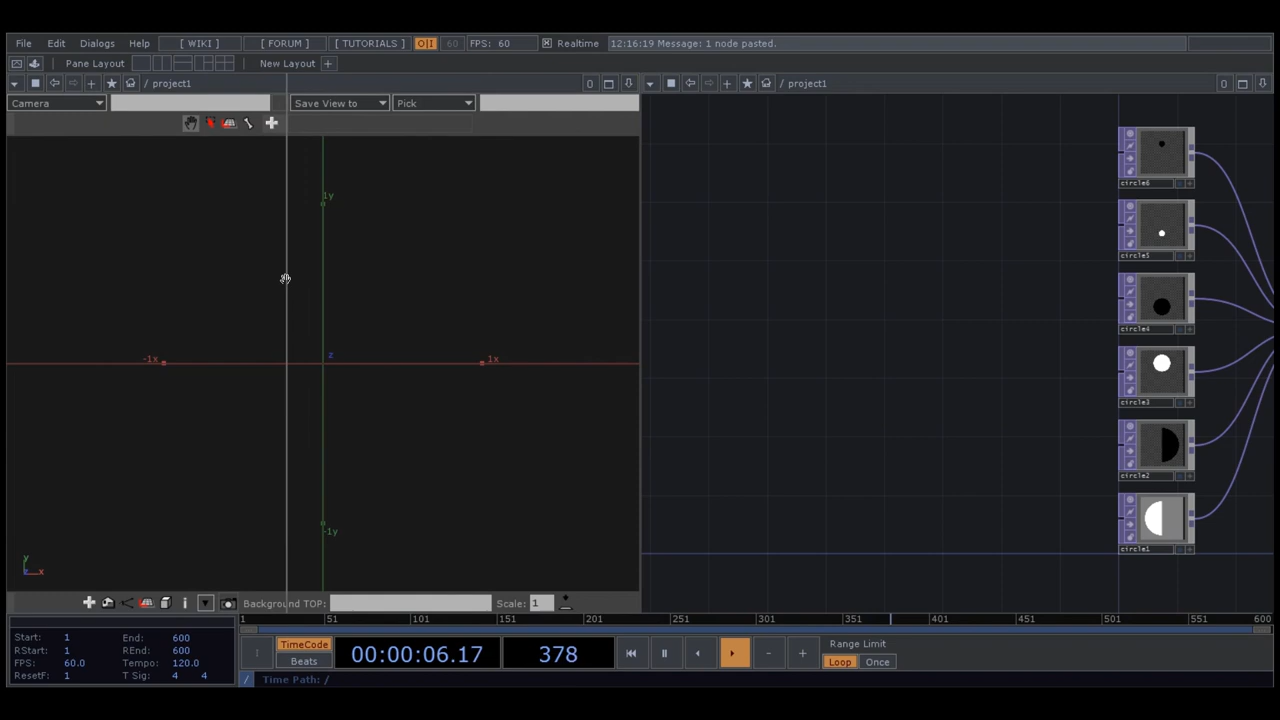 File Edit Dialogs Help [ WIKI ] [ FORUM ] [ TUTORIALS ] O|I 60 FPS: 60 Realtime 12:16:19 Message: 1 node pasted.
Pane Layout New Layout +
/ project1 0 / project1 0
Camera Save View to Pick
1y
-1x z 1x
-1y
y
x
circle6
circle5
circle4
circle3
circle2
circle1
Background TOP: Scale: 1
1 51 101 151 201 251 301 351 401 451 501 551 600
Start: 1 End: 600
RStart: 1 REnd: 600
FPS: 60.0 Tempo: 120.0
ResetF: 1 T Sig: 4 4
TimeCode
Beats
00:00:06.17 378
Range Limit
Loop Once
/ Time Path: /